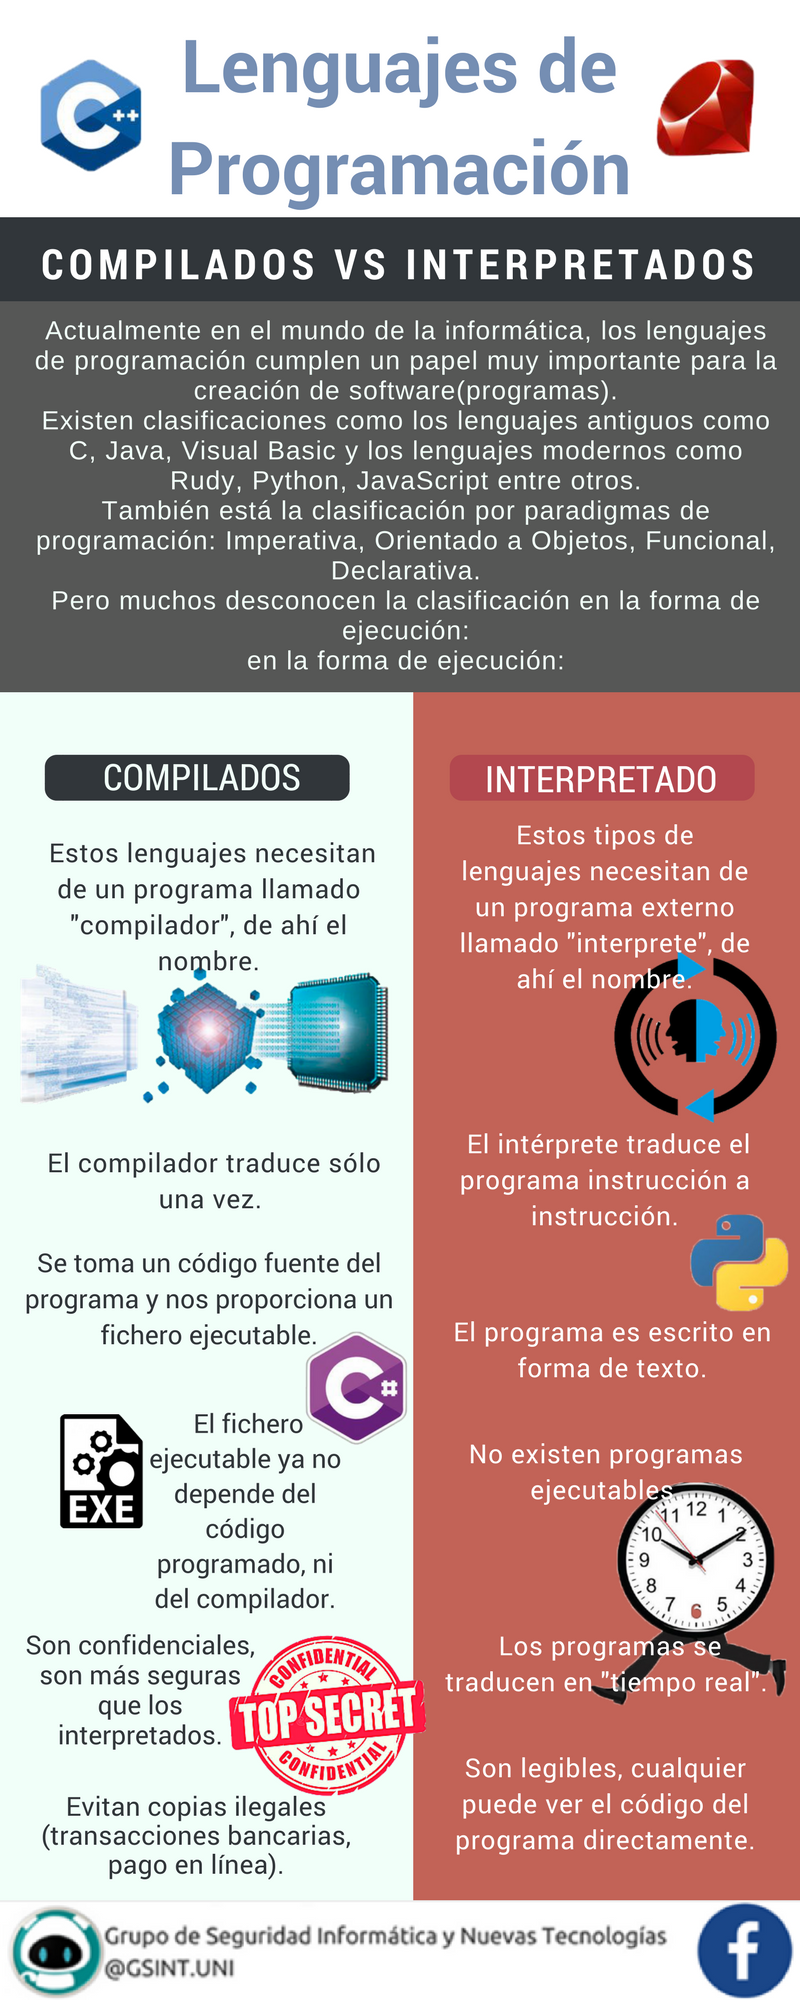 Lenguajes de
Programación
COMPILADOS VS INTERPRETADOS
Actualmente en el mundo de la informática, los lenguajes
de programación cumplen un papel muy importante para la
creación de software(programas).
Existen clasificaciones como los lenguajes antiguos como
C, Java, Visual Basic y los lenguajes modernos como
Rudy, Python, JavaScript entre otros.
También está la clasificación por paradigmas de
programación: Imperativa, Orientado a Objetos, Funcional,
Declarativa.
Pero muchos desconocen la clasificación en la forma de
ejecución:
en la forma de ejecución:
COMPILADOS
Estos lenguajes necesitan
de un programa llamado
"compilador", de ahí el
nombre.
El compilador traduce sólo
una vez.
Se toma un código fuente del
programa y nos proporciona un
fichero ejecutable.
C#
EXE
El fichero
ejecutable ya no
depende del
código
programado, ni
del compilador.
Son confidenciales,
son más seguras
que los
interpretados.
CONFIDENTIAL
TOP SECRET
CONFIDENTIAL
Evitan copias ilegales
(transacciones bancarias,
pago en línea).
INTERPRETADO
Estos tipos de
lenguajes necesitan de
un programa externo
llamado "interprete", de
ahí el nombre.
El intérprete traduce el
programa instrucción a
instrucción.
El programa es escrito en
forma de texto.
No existen programas
ejecutables.
11 12 1
10 2
9 3
8 4
7 6 5
Los programas se
traducen en "tiempo real".
Son legibles, cualquier
puede ver el código del
programa directamente.
C++
Grupo de Seguridad Informática y Nuevas Tecnologías
@GSINT.UNI
f